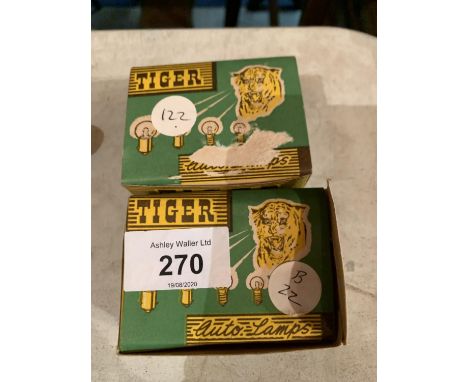 TIGER
122
Auto-Lamps
TIGER
Ashley Waller Ltd
270
19/08/2020
B
22
Auto-Lamps